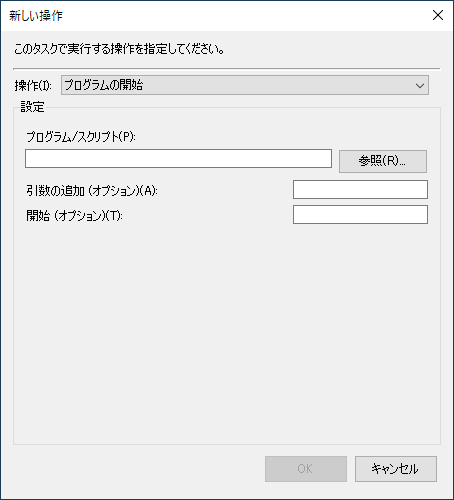 新しい操作
このタスクで実行する操作を指定してください。
操作(I): プログラムの開始
設定
プログラム/スクリプト(P):
参照(R)...
引数の追加 (オプション)(A):
開始 (オプション)(T):
OK キャンセル